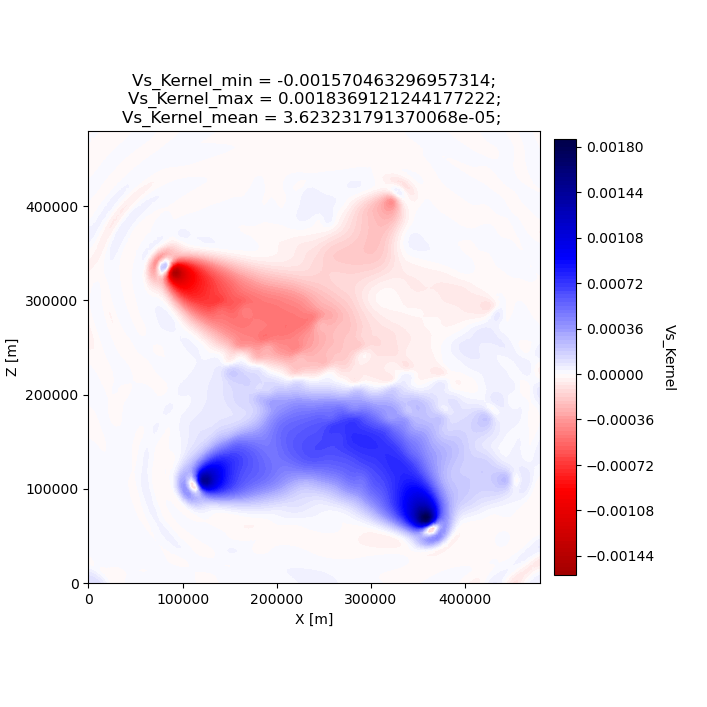 Vs_Kernel_min = -0.001570463296957314;
Vs_Kernel_max = 0.0018369121244177222;
Vs_Kernel_mean = 3.623231791370068e-05;
400000
300000
200000
100000
0
Z [m]
0 100000 200000 300000 400000
X [m]
0.00180
0.00144
0.00108
0.00072
0.00036
0.00000
−0.00036
−0.00072
−0.00108
−0.00144
Vs_Kernel